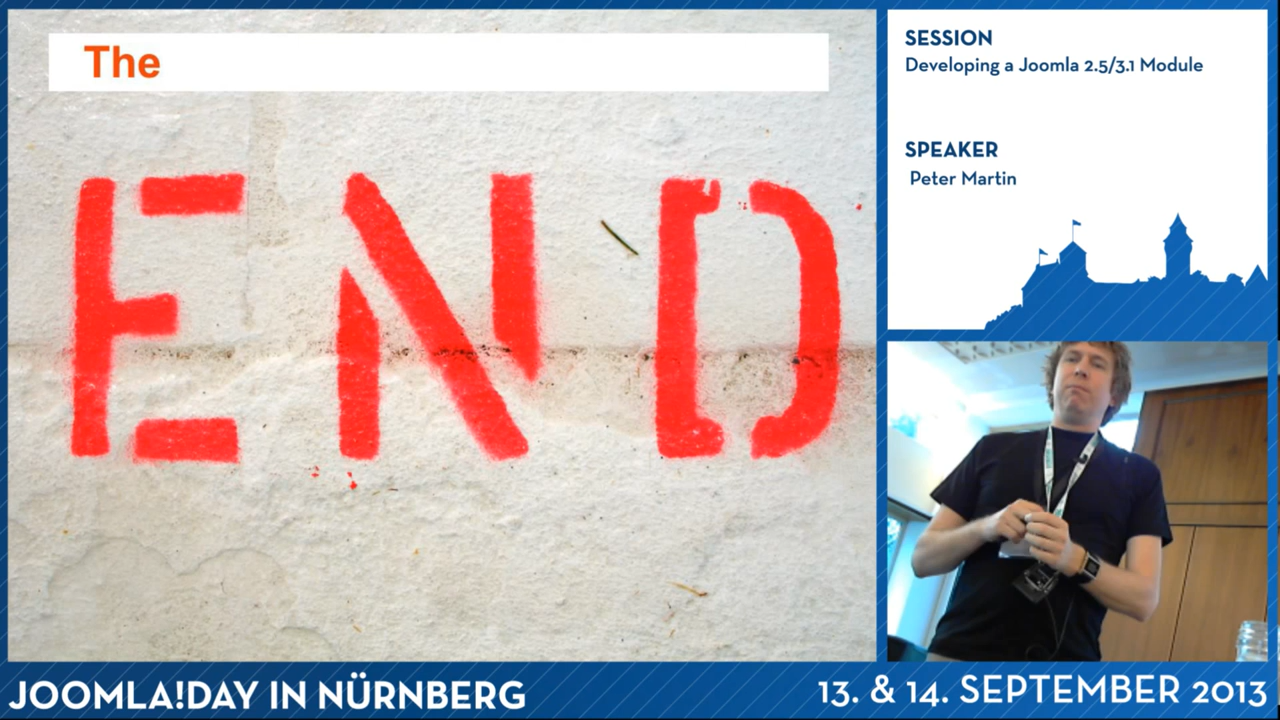 The
END
SESSION
Developing a Joomla 2.5/3.1 Module
SPEAKER
Peter Martin
JOOMLA!DAY IN NÜRNBERG
13. & 14. SEPTEMBER 2013